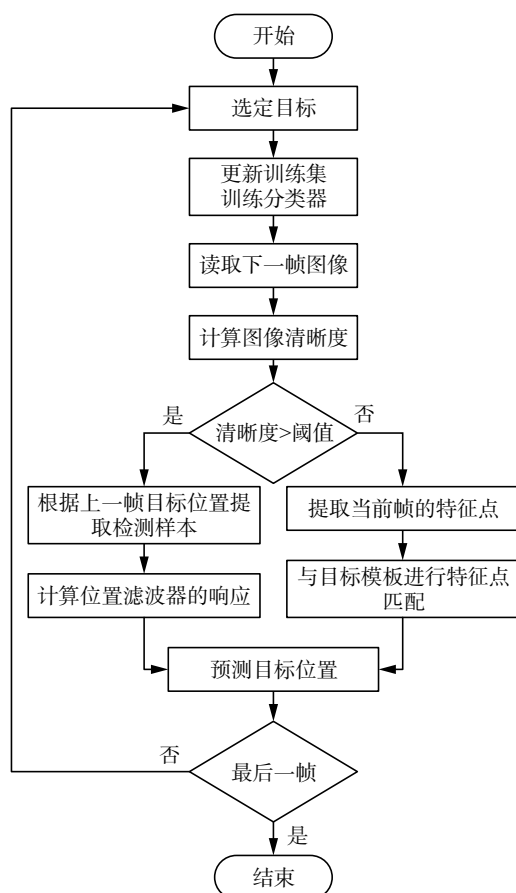 开始
选定目标
更新训练集
训练分类器
读取下一帧图像
计算图像清晰度
清晰度>阈值
是
否
根据上一帧目标位置提
取检测样本
提取当前帧的特征点
计算位置滤波器的响应
与目标模板进行特征点
匹配
预测目标位置
否
最后一帧
是
结束